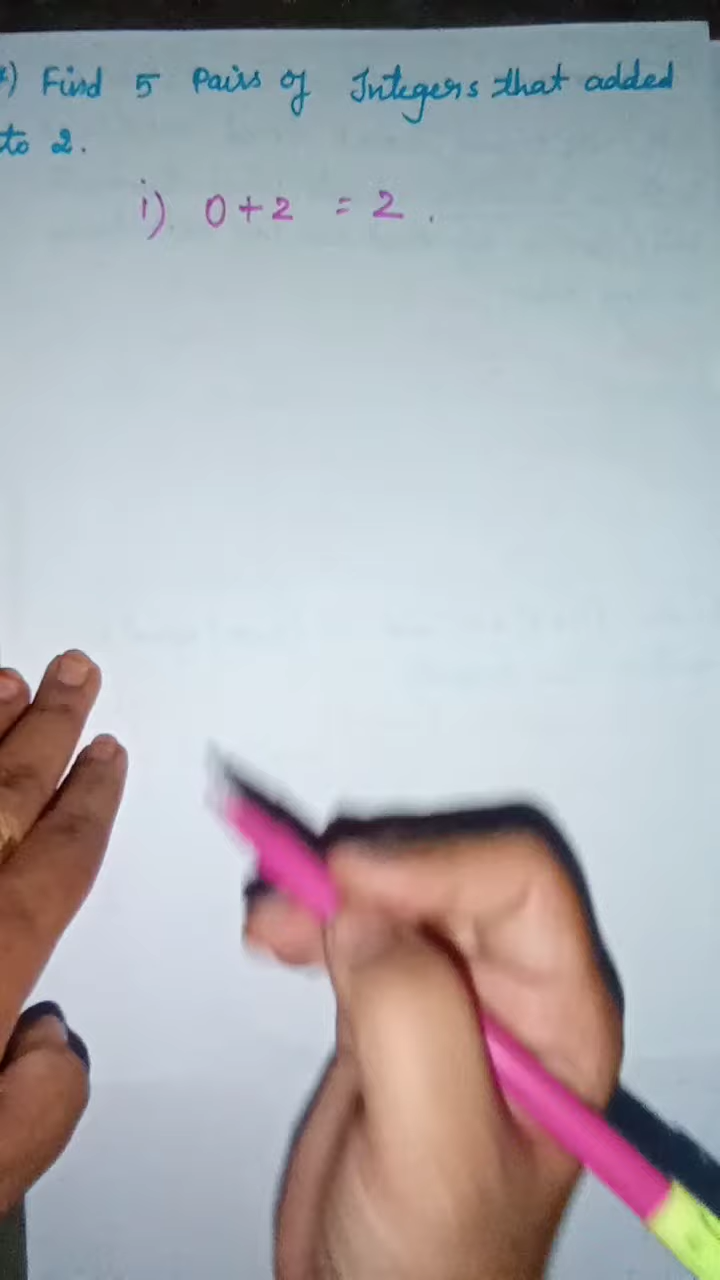 ) Find 5 Pairs of Integers that added
to 2.
i) 0+2 = 2.